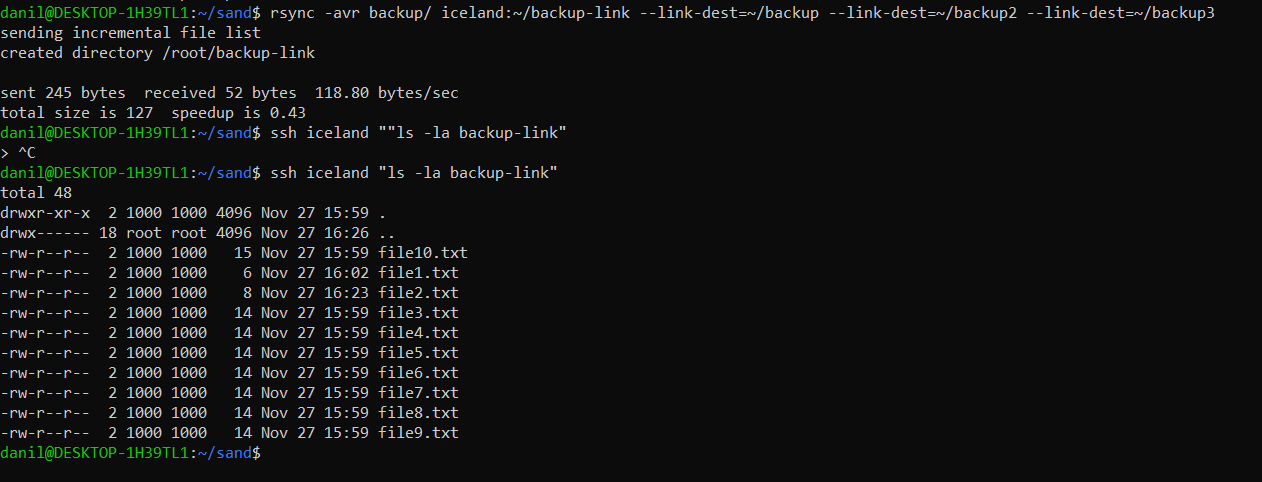 danil@DESKTOP-1H39TL1:~/sand$ rsync -avr backup/ iceland:~/backup-link --link-dest=~/backup --link-dest=~/backup2 --link-dest=~/backup3
sending incremental file list
created directory /root/backup-link

sent 245 bytes  received 52 bytes  118.80 bytes/sec
total size is 127  speedup is 0.43
danil@DESKTOP-1H39TL1:~/sand$ ssh iceland ""ls -la backup-link"
> ^C
danil@DESKTOP-1H39TL1:~/sand$ ssh iceland "ls -la backup-link"
total 48
drwxr-xr-x  2 1000 1000 4096 Nov 27 15:59 .
drwx------ 18 root root 4096 Nov 27 16:26 ..
-rw-r--r--  2 1000 1000   15 Nov 27 15:59 file10.txt
-rw-r--r--  2 1000 1000    6 Nov 27 16:02 file1.txt
-rw-r--r--  2 1000 1000    8 Nov 27 16:23 file2.txt
-rw-r--r--  2 1000 1000   14 Nov 27 15:59 file3.txt
-rw-r--r--  2 1000 1000   14 Nov 27 15:59 file4.txt
-rw-r--r--  2 1000 1000   14 Nov 27 15:59 file5.txt
-rw-r--r--  2 1000 1000   14 Nov 27 15:59 file6.txt
-rw-r--r--  2 1000 1000   14 Nov 27 15:59 file7.txt
-rw-r--r--  2 1000 1000   14 Nov 27 15:59 file8.txt
-rw-r--r--  2 1000 1000   14 Nov 27 15:59 file9.txt
danil@DESKTOP-1H39TL1:~/sand$